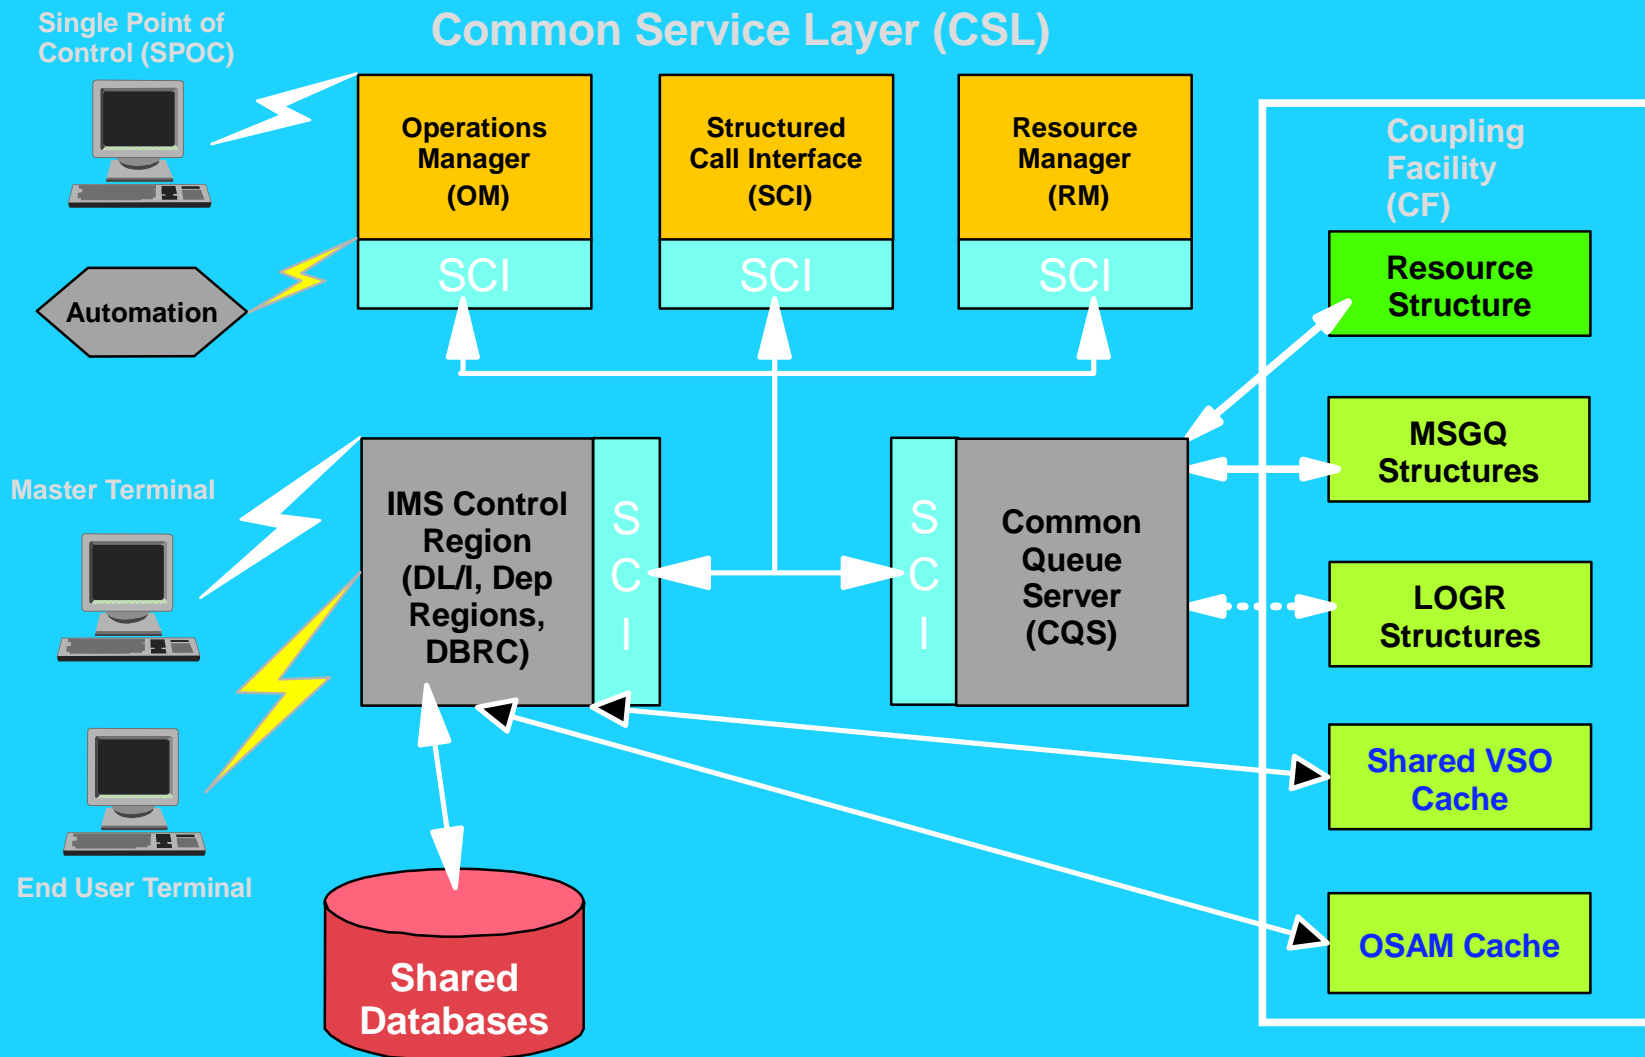 Single Point of
Control (SPOC)
Common Service Layer (CSL)
Operations
Manager
(OM)
SCI
Structured
Call Interface
(SCI)
SCI
Resource
Manager
(RM)
SCI
Coupling
Facility
(CF)
Automation
Resource
Structure
MSGQ
Structures
Master Terminal
IMS Control
Region
(DL/I, Dep
Regions,
DBRC)
S
C
I
S
C
I
Common
Queue
Server
(CQS)
LOGR
Structures
Shared VSO
Cache
End User Terminal
OSAM Cache
Shared
Databases